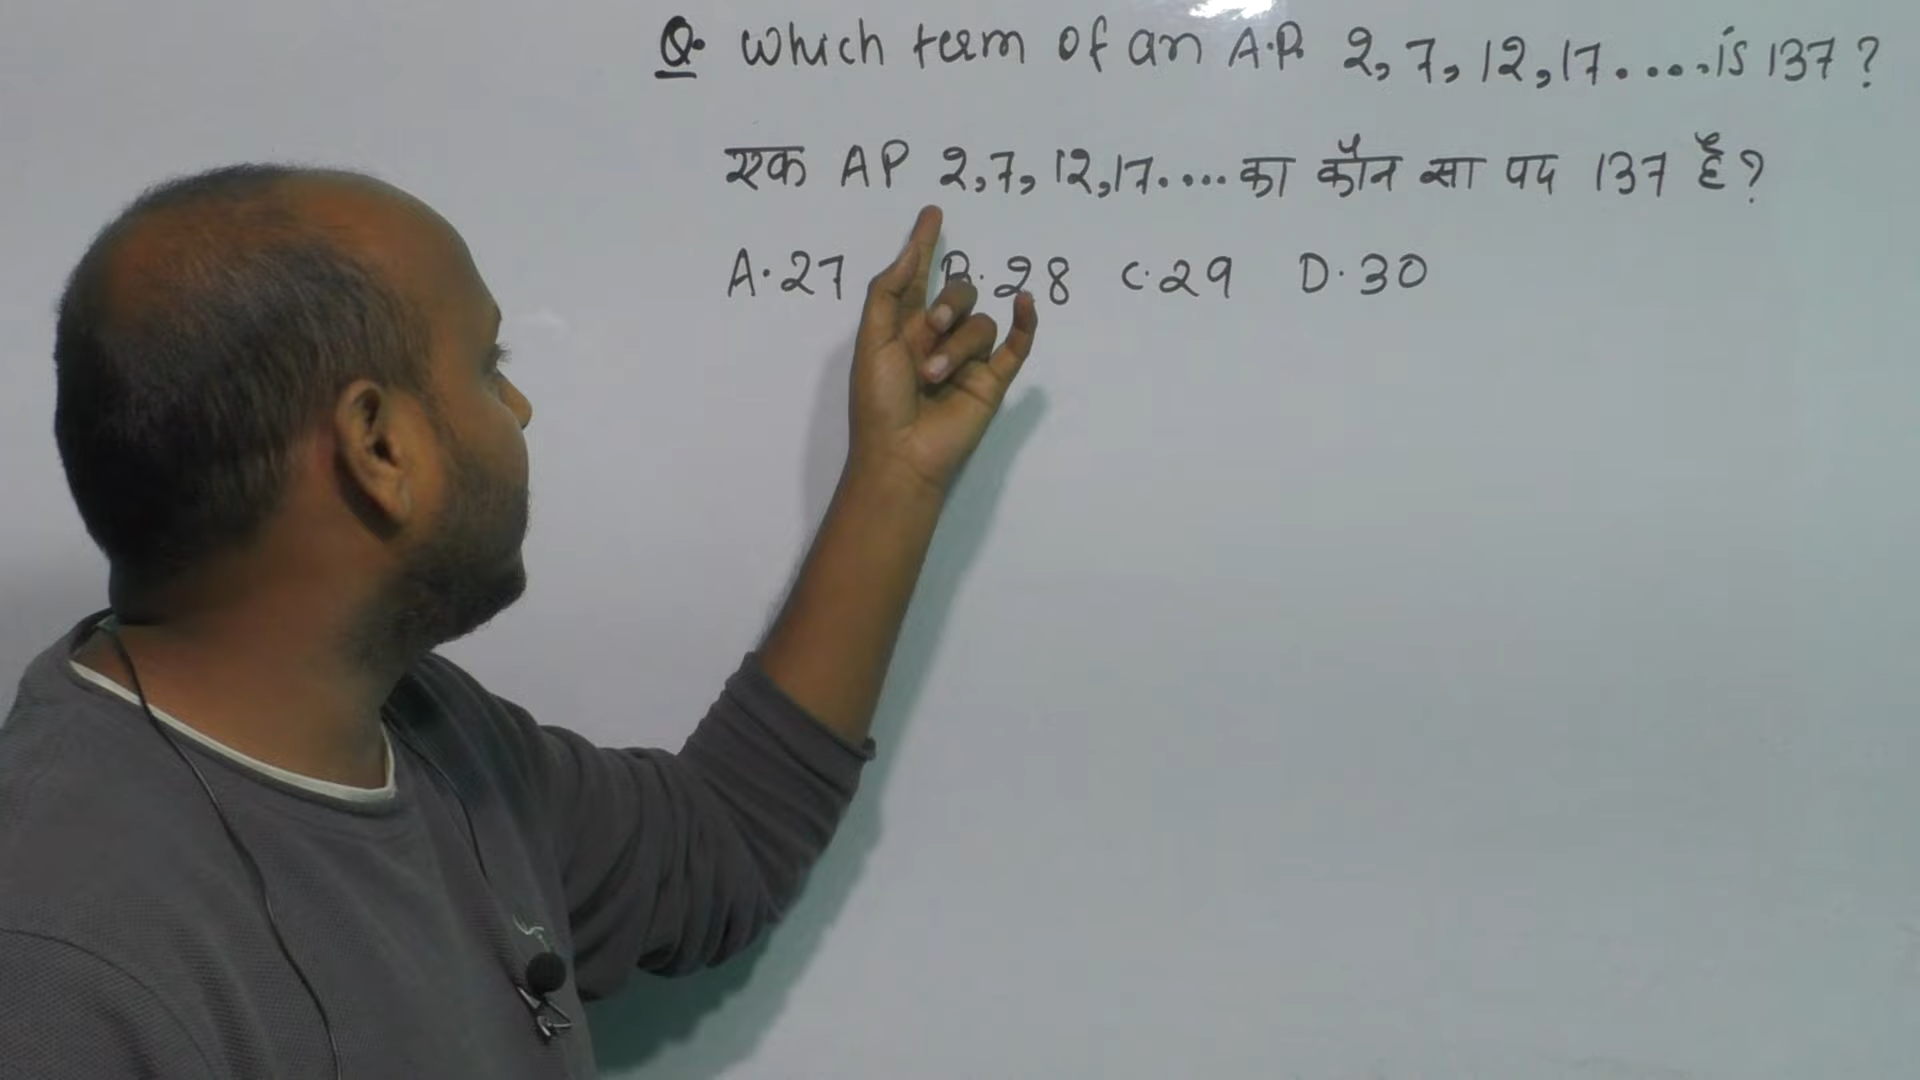 Q. Which term of an A.P. 2, 7, 12, 17.....is 137?
एक AP 2, 7, 12, 17.....का कौन सा पद 137 है?
A. 27 B. 28 C. 29 D. 30